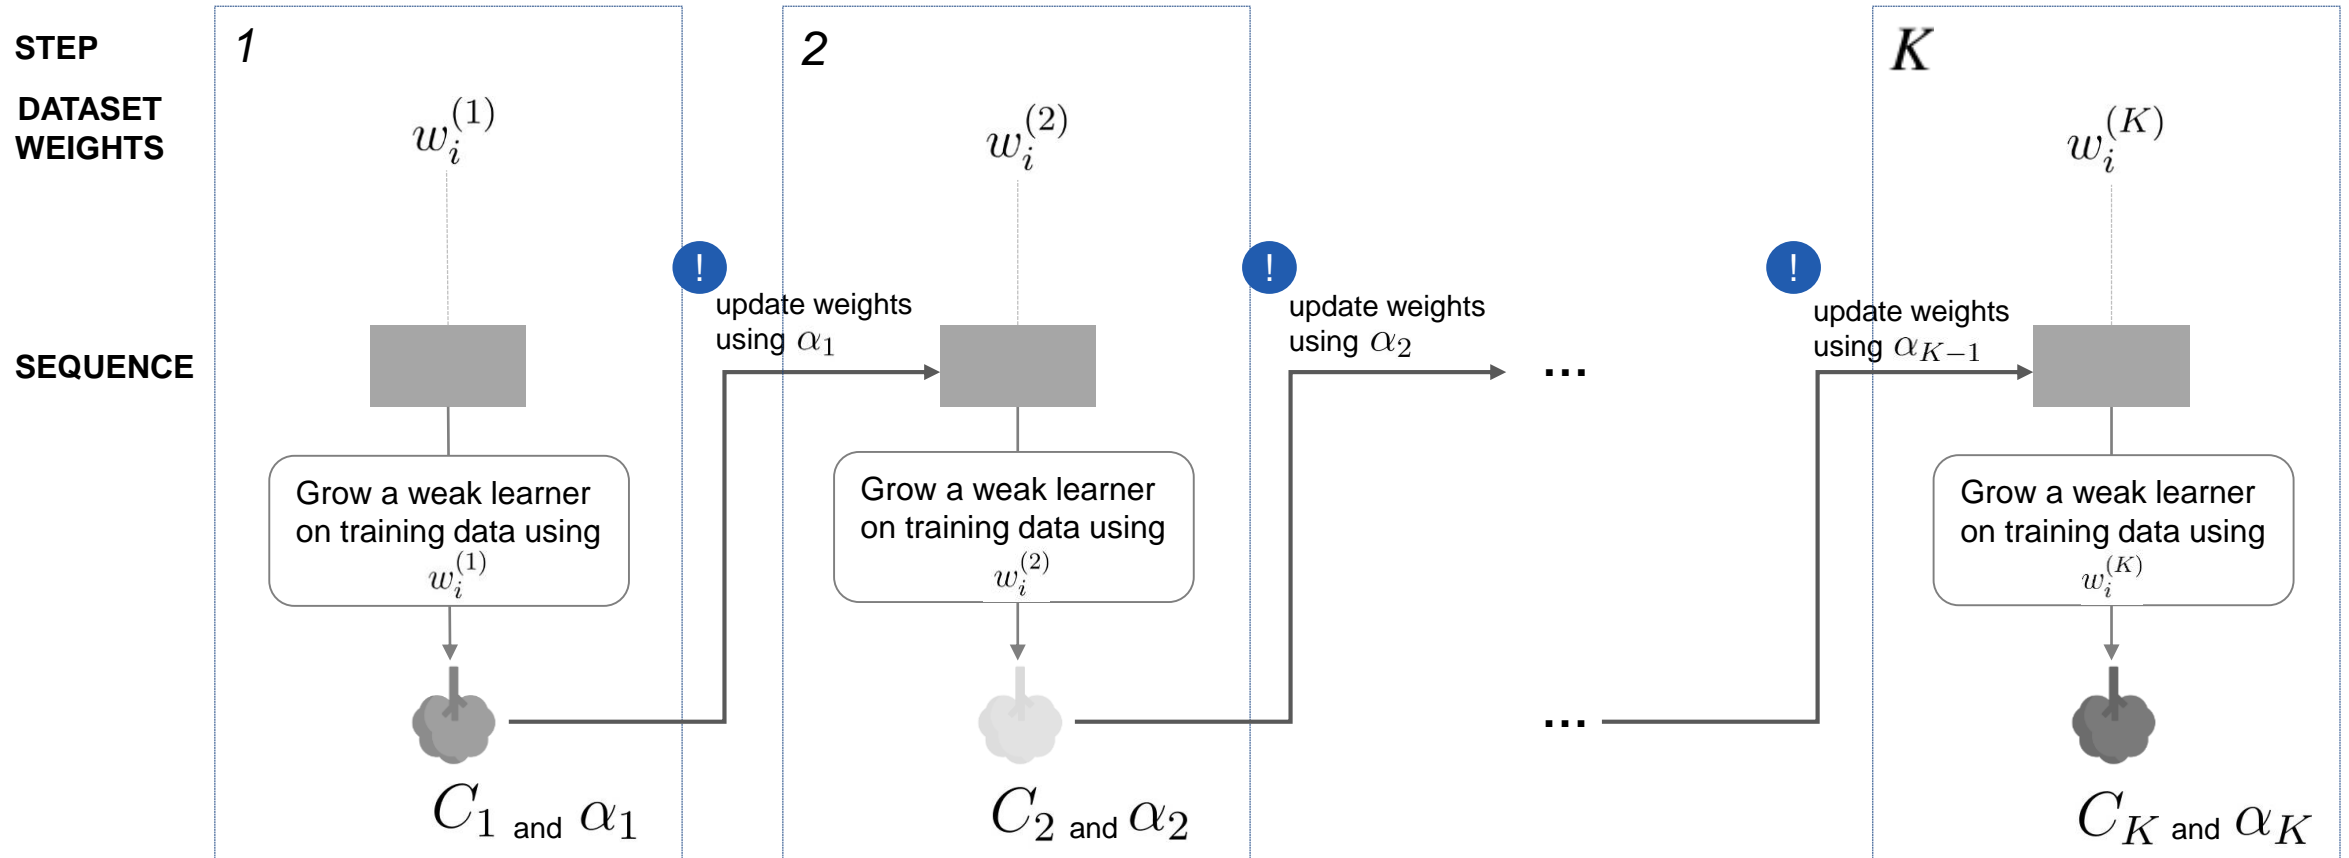 STEP
1
2
K
DATASET
WEIGHTS
w_i^{(1)}
w_i^{(2)}
w_i^{(K)}
!
!
!
update weights
using α_1
update weights
using α_2
update weights
using α_{K−1}
SEQUENCE
...
Grow a weak learner
on training data using
w_i^{(1)}
Grow a weak learner
on training data using
w_i^{(2)}
Grow a weak learner
on training data using
w_i^{(K)}
...
C_1 and α_1
C_2 and α_2
C_K and α_K